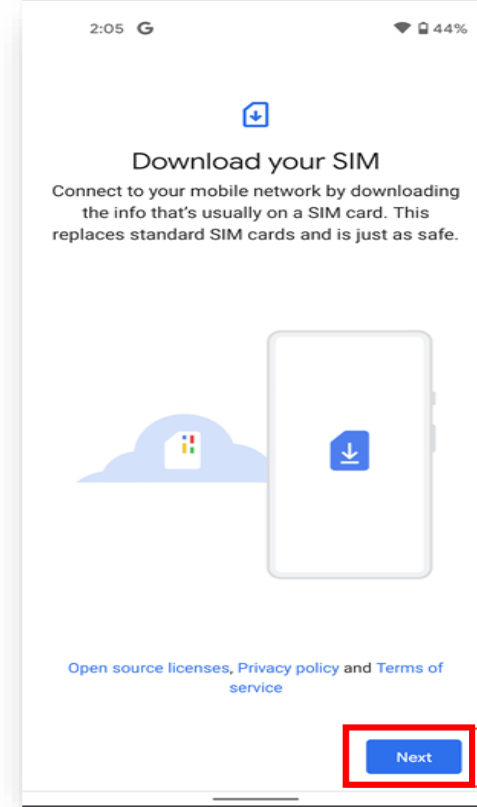 2:05 G 44%
Download your SIM
Connect to your mobile network by downloading
the info that's usually on a SIM card. This
replaces standard SIM cards and is just as safe.
Open source licenses, Privacy policy and Terms of
service
Next